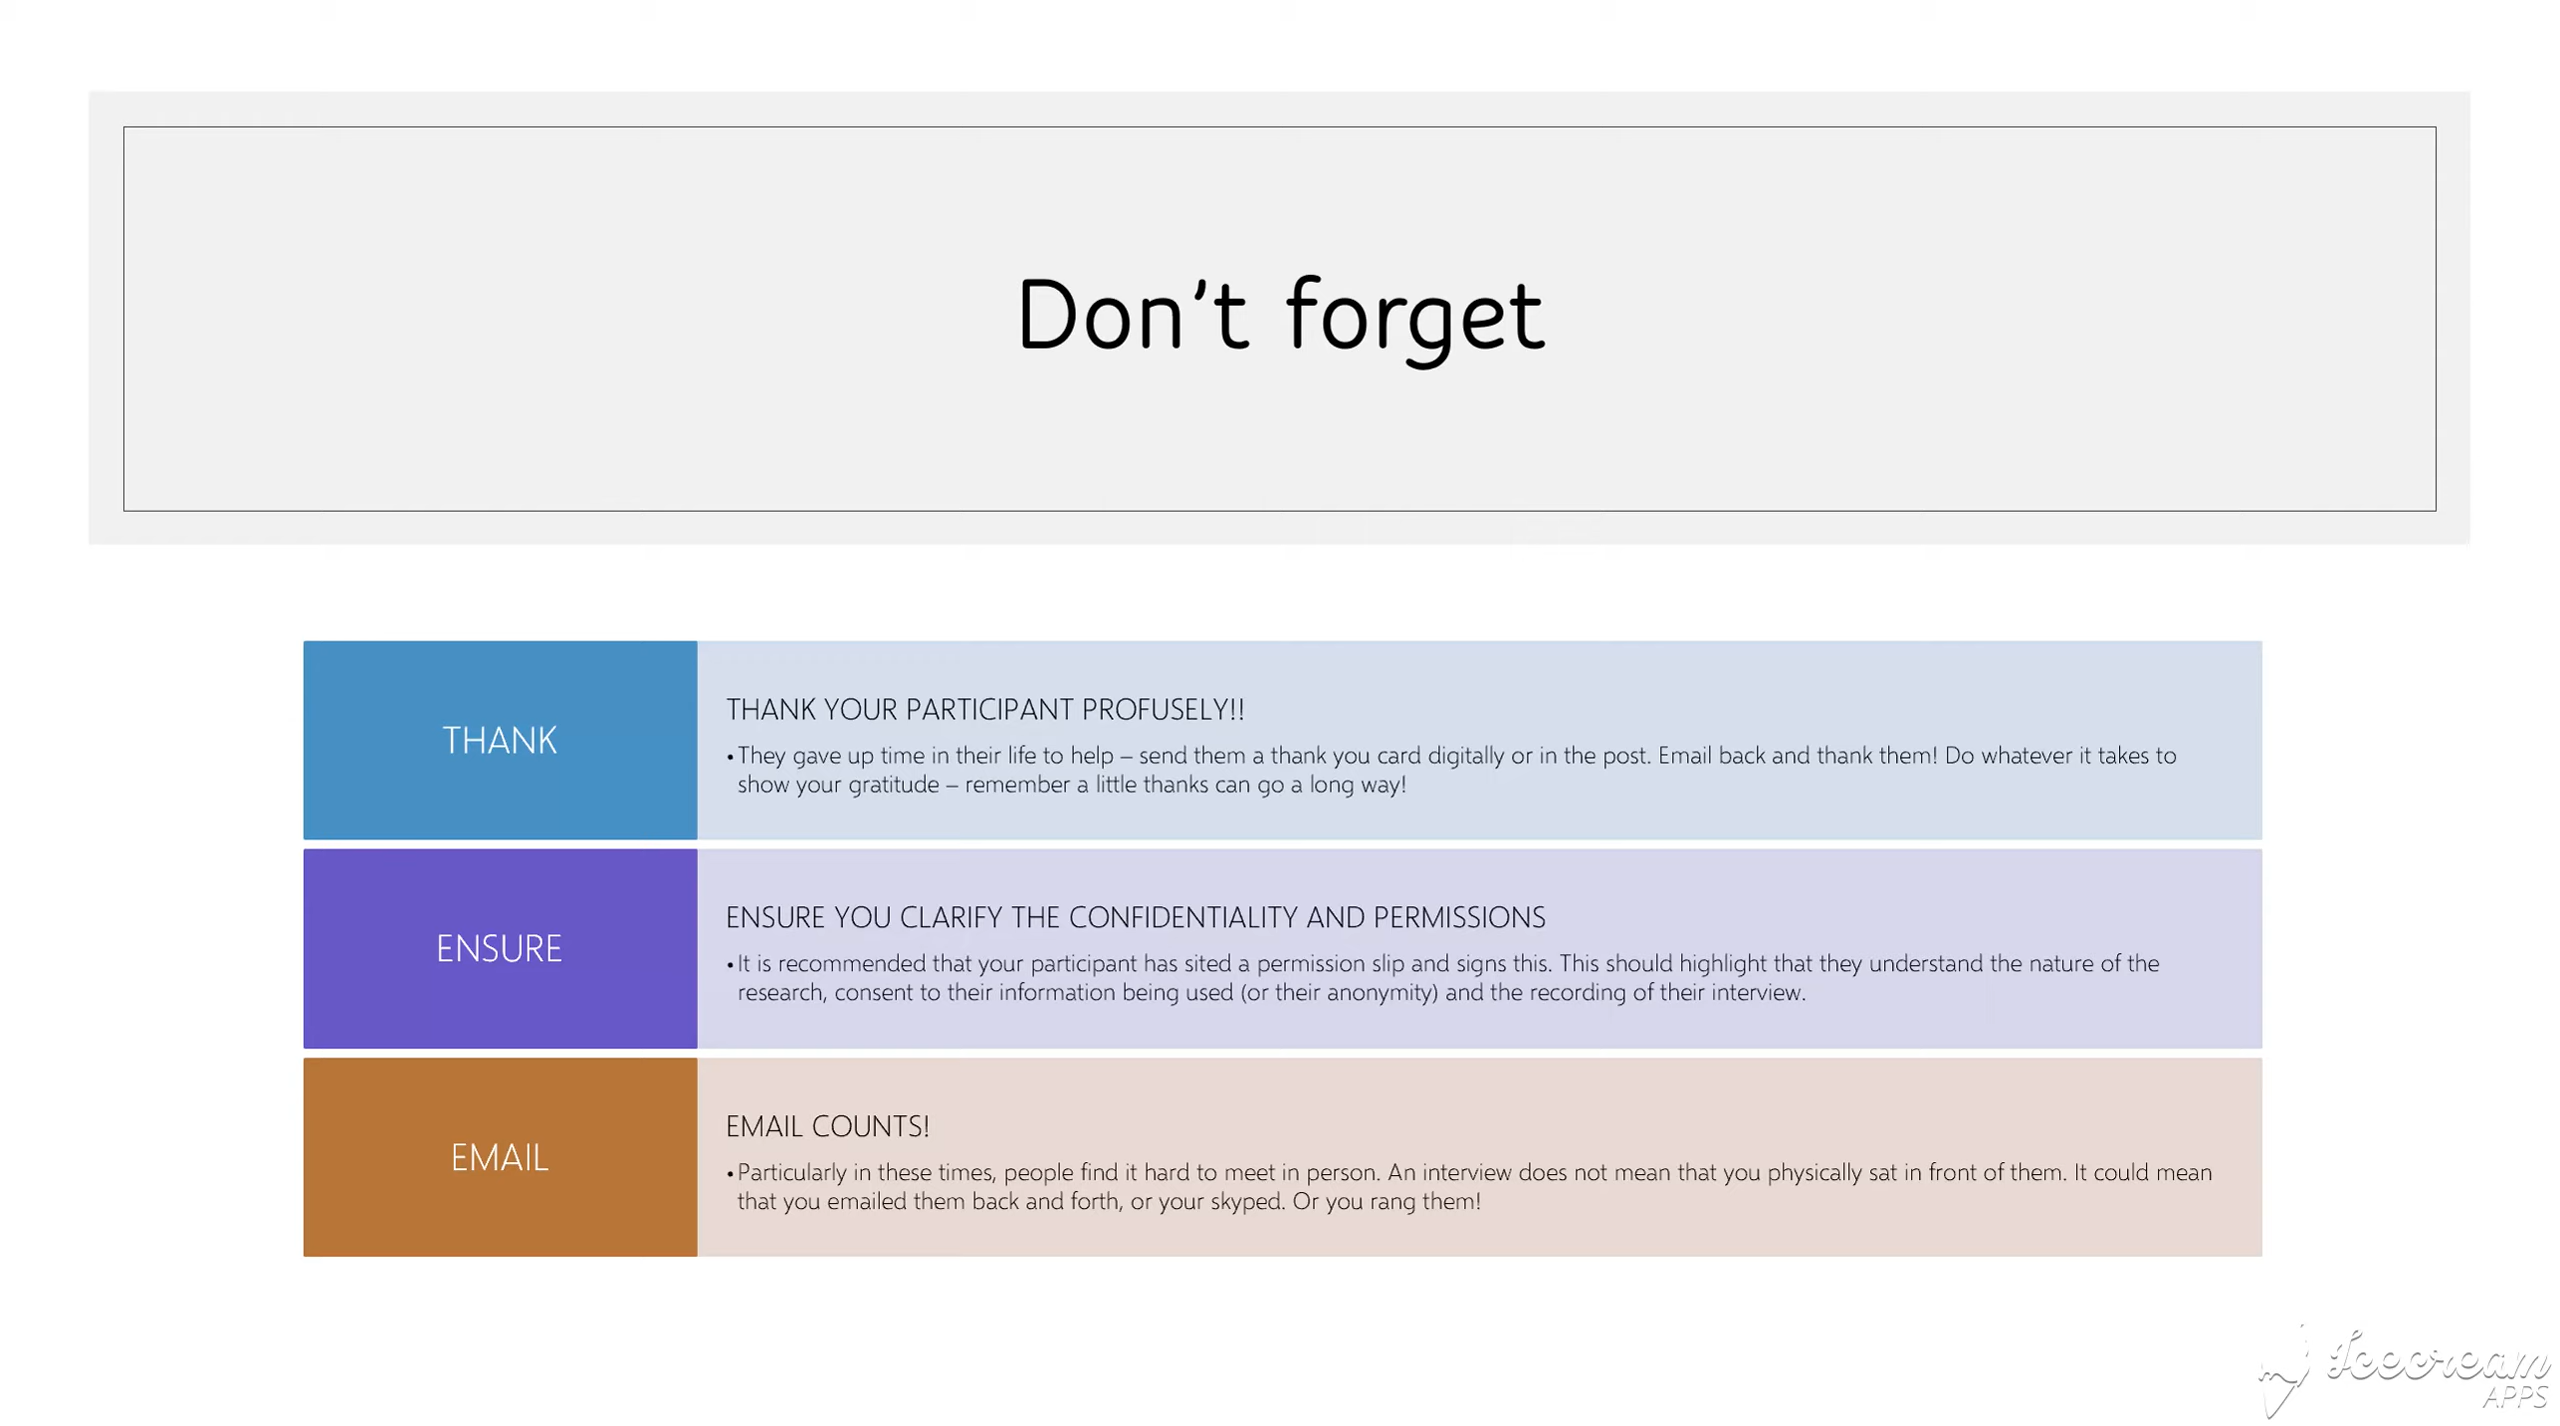 Don’t forget
THANK
THANK YOUR PARTICIPANT PROFUSELY!!
•They gave up time in their life to help – send them a thank you card digitally or in the post. Email back and thank them! Do whatever it takes to
show your gratitude – remember a little thanks can go a long way!
ENSURE
ENSURE YOU CLARIFY THE CONFIDENTIALITY AND PERMISSIONS
•It is recommended that your participant has sited a permission slip and signs this. This should highlight that they understand the nature of the
research, consent to their information being used (or their anonymity) and the recording of their interview.
EMAIL
EMAIL COUNTS!
•Particularly in these times, people find it hard to meet in person. An interview does not mean that you physically sat in front of them. It could mean
that you emailed them back and forth, or your skyped. Or you rang them!
Icecream
APPS